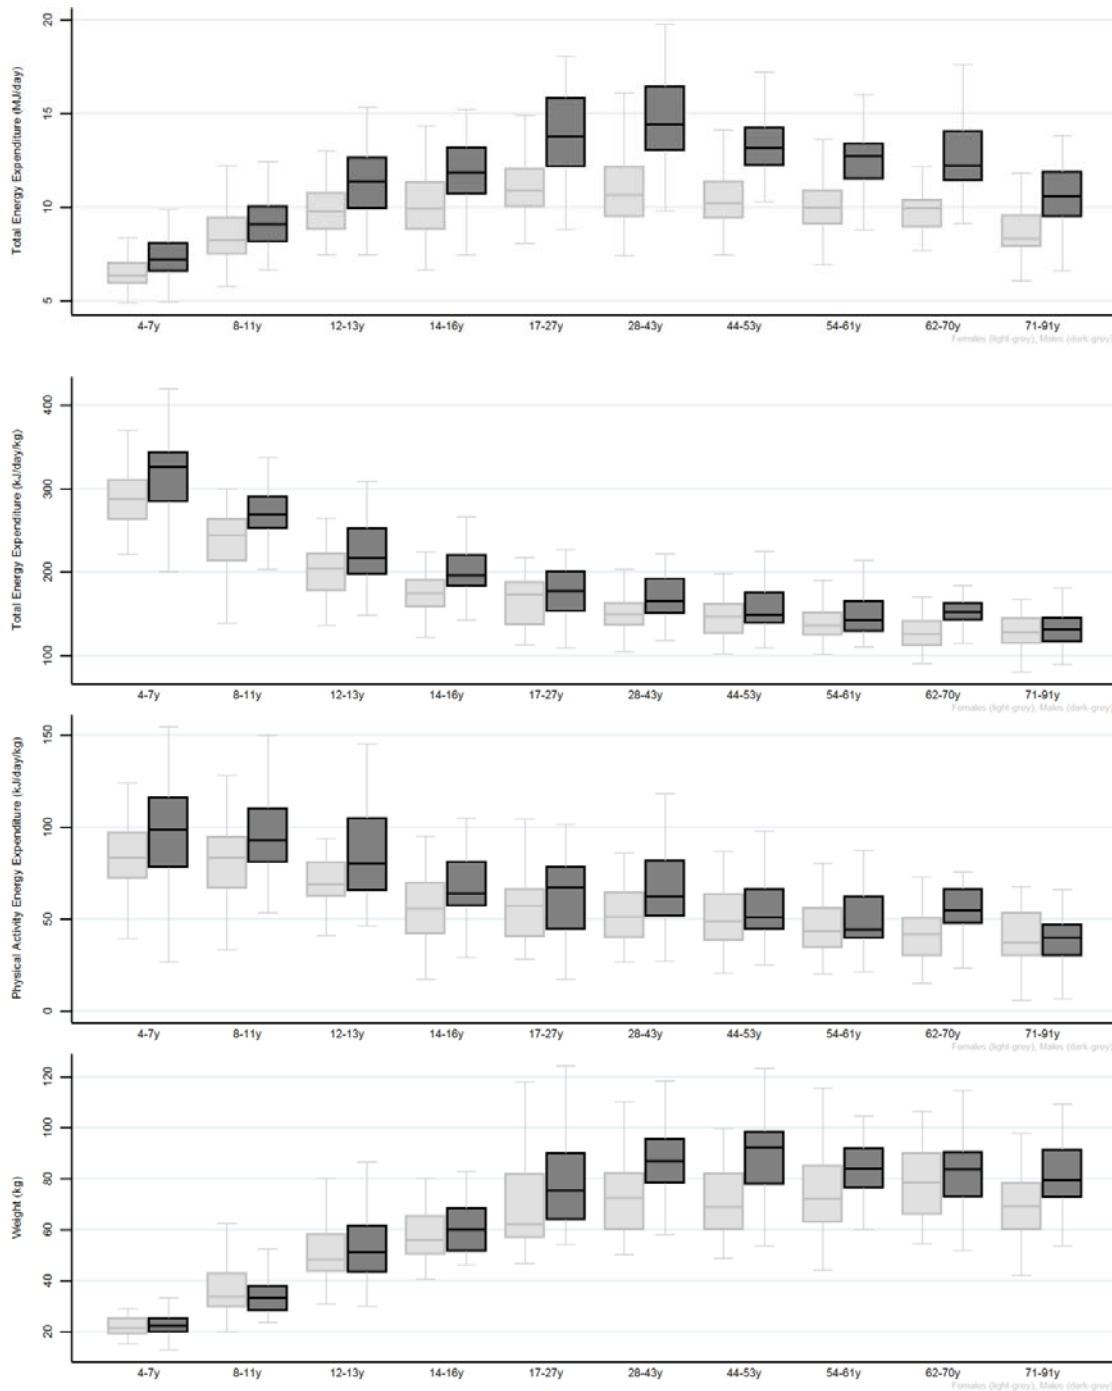 Total Energy Expenditure (MJ/day)
20
15
10
5
4-7y 8-11y 12-13y 14-16y 17-27y 28-43y 44-53y 54-61y 62-70y 71-91y
Females (light-grey), Males (dark-grey)
Total Energy Expenditure (kJ/day/kg)
400
300
200
100
4-7y 8-11y 12-13y 14-16y 17-27y 28-43y 44-53y 54-61y 62-70y 71-91y
Females (light-grey), Males (dark-grey)
Physical Activity Energy Expenditure (kJ/day/kg)
150
100
50
0
4-7y 8-11y 12-13y 14-16y 17-27y 28-43y 44-53y 54-61y 62-70y 71-91y
Females (light-grey), Males (dark-grey)
Weight (kg)
120
100
80
60
40
20
4-7y 8-11y 12-13y 14-16y 17-27y 28-43y 44-53y 54-61y 62-70y 71-91y
Females (light-grey), Males (dark-grey)